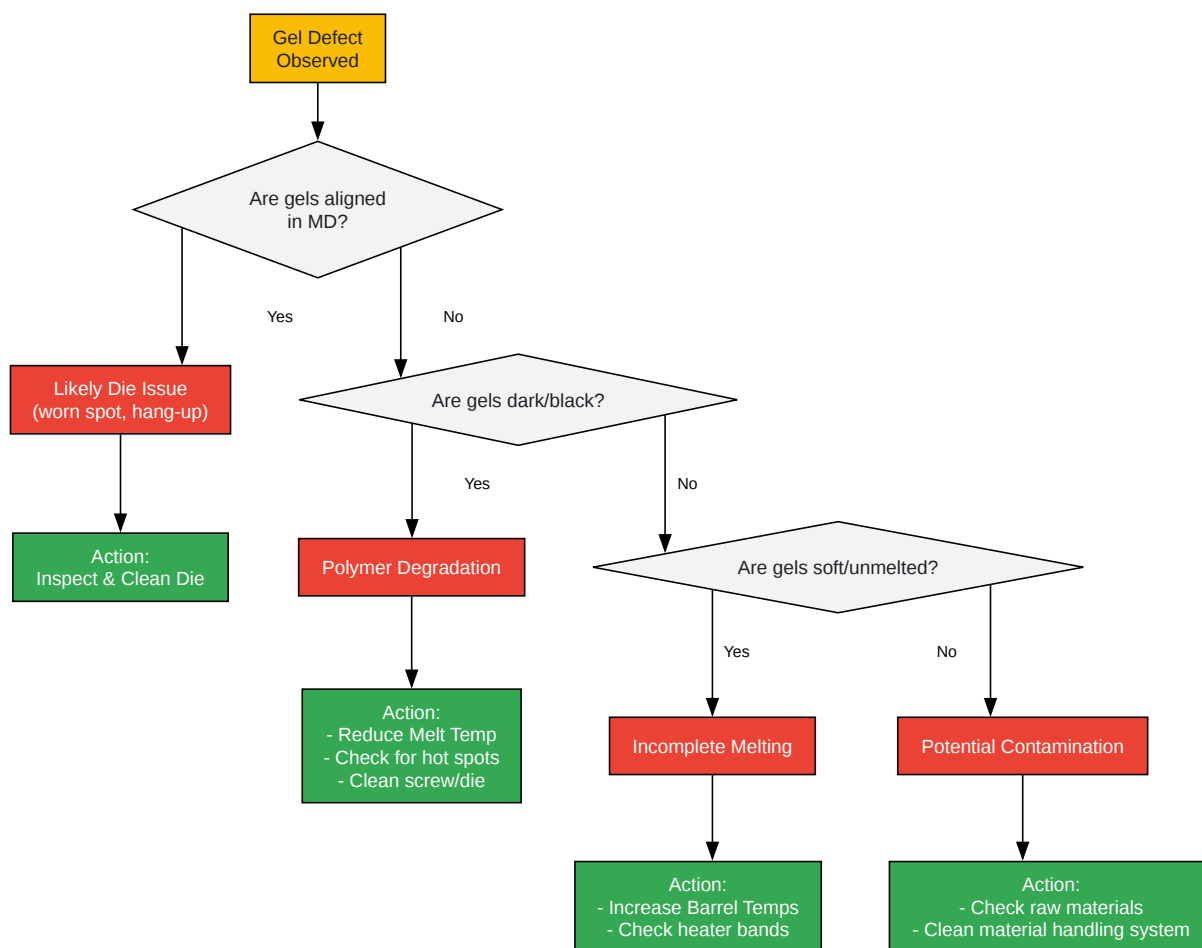 Gel Defect
Observed
Are gels aligned
in MD?
Yes
No
Likely Die Issue
(worn spot, hang-up)
Are gels dark/black?
Yes
No
Action:
Inspect & Clean Die
Polymer Degradation
Are gels soft/unmelted?
Yes
No
Action:
- Reduce Melt Temp
- Check for hot spots
- Clean screw/die
Incomplete Melting
Potential Contamination
Action:
- Increase Barrel Temps
- Check heater bands
Action:
- Check raw materials
- Clean material handling system